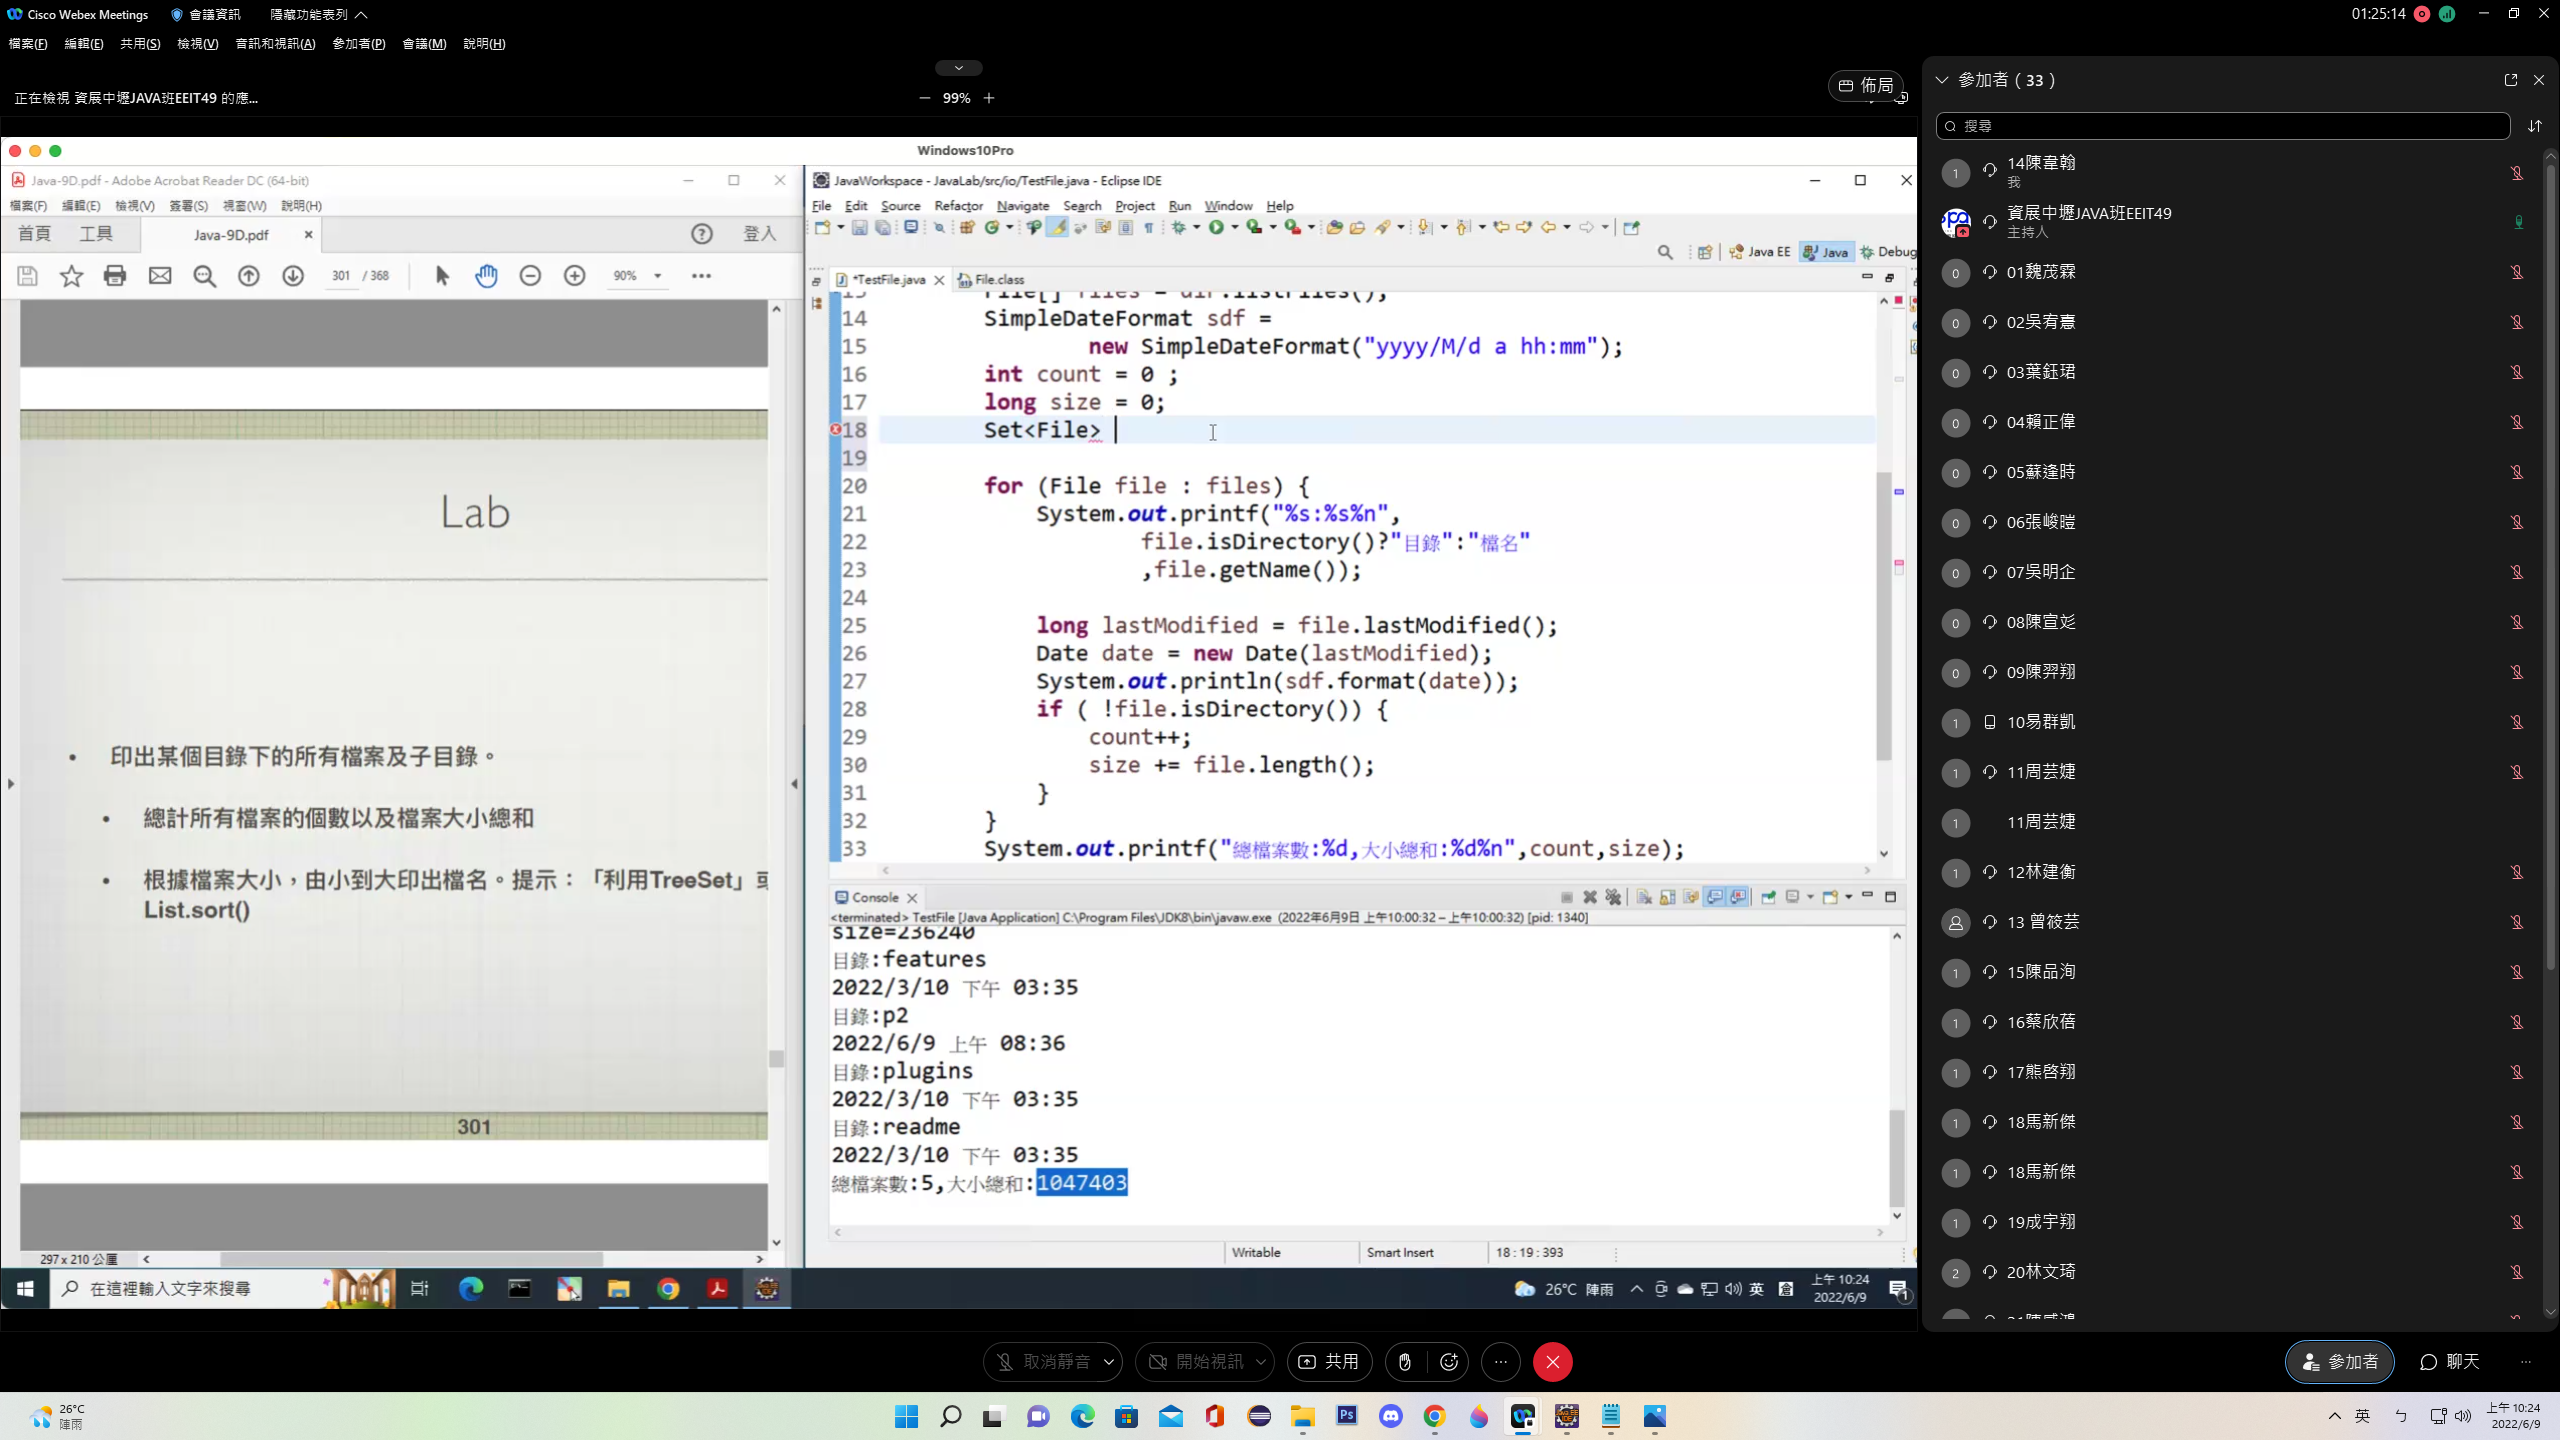 Cisco Webex Meetings 會議資訊 隱藏功能表列 01:25:14
檔案(F) 編輯(E) 共用(S) 檢視(V) 音訊和視訊(A) 參加者(P) 會議(M) 說明(H)
正在檢視 資展中壢JAVA班EEIT49 的應...
99%
佈局
Windows10Pro
Java-9D.pdf - Adobe Acrobat Reader DC (64-bit)
檔案(F) 編輯(E) 檢視(V) 簽署(S) 視窗(W) 說明(H)
首頁 工具 Java-9D.pdf × 登入
301 / 368 90%
Lab
• 印出某個目錄下的所有檔案及子目錄。
• 總計所有檔案的個數以及檔案大小總和
• 根據檔案大小，由小到大印出檔名。提示：「利用TreeSet」或
List.sort()
301
297 x 210 公厘
JavaWorkspace - JavaLab/src/io/TestFile.java - Eclipse IDE
File Edit Source Refactor Navigate Search Project Run Window Help
Java EE Java Debug
*TestFile.java File.class
13 File[] files = dir.listFiles();
14 SimpleDateFormat sdf =
15 new SimpleDateFormat("yyyy/M/d a hh:mm");
16 int count = 0 ;
17 long size = 0;
18 Set<File>
19
20 for (File file : files) {
21 System.out.printf("%s:%s%n",
22 file.isDirectory()?"目錄":"檔名"
23 ,file.getName());
24
25 long lastModified = file.lastModified();
26 Date date = new Date(lastModified);
27 System.out.println(sdf.format(date));
28 if ( !file.isDirectory()) {
29 count++;
30 size += file.length();
31 }
32 }
33 System.out.printf("總檔案數:%d,大小總和:%d%n",count,size);
Console
<terminated> TestFile [Java Application] C:\Program Files\JDK8\bin\javaw.exe (2022年6月9日 上午10:00:32 – 上午10:00:32) [pid: 1340]
size=236240
目錄:features
2022/3/10 下午 03:35
目錄:p2
2022/6/9 上午 08:36
目錄:plugins
2022/3/10 下午 03:35
目錄:readme
2022/3/10 下午 03:35
總檔案數:5,大小總和:1047403
Writable Smart Insert 18 : 19 : 393
在這裡輸入文字來搜尋
26°C 陣雨 英
上午 10:24
2022/6/9
1
參加者 ( 33 )
搜尋
1 14陳韋翰
我
資展中壢JAVA班EEIT49
主持人
0 01魏茂霖
0 02吳宥憲
0 03葉鈺珺
0 04賴正偉
0 05蘇逢時
0 06張峻暟
0 07吳明企
0 08陳宣彣
0 09陳羿翔
1 10易群凱
1 11周芸婕
1 11周芸婕
1 12林建衡
13 曾筱芸
1 15陳品洵
1 16蔡欣蓓
1 17熊啓翔
1 18馬新傑
1 18馬新傑
1 19成宇翔
2 20林文琦
取消靜音 開始視訊 共用
參加者 聊天
26°C
陣雨
英 ㄅ
上午 10:24
2022/6/9